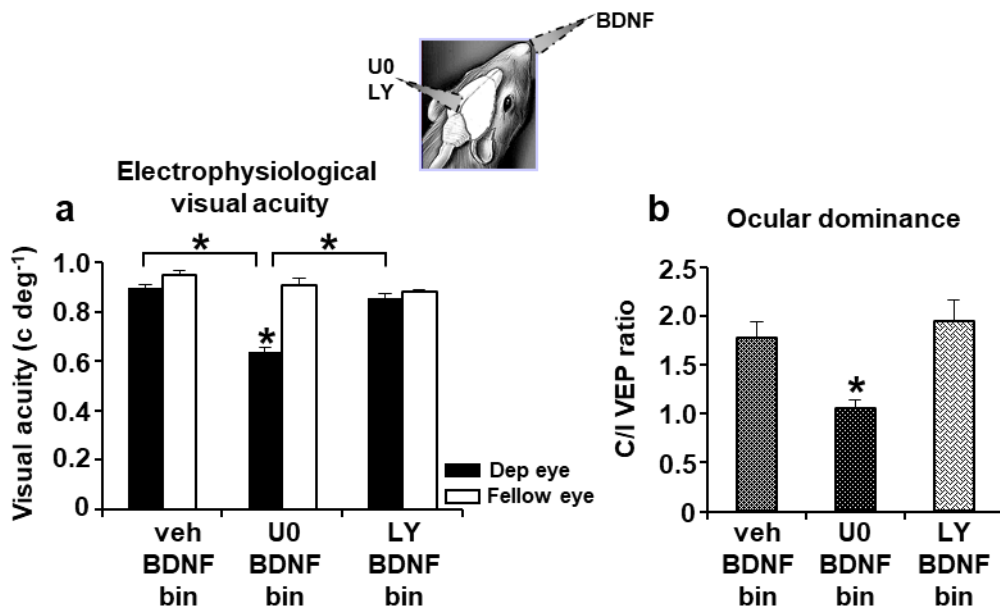 BDNF
U0
LY
Electrophysiological
visual acuity
a
Visual acuity (c deg-1)
1.0
0.8
0.6
0.4
0.2
0
*
*
*
Dep eye
Fellow eye
veh
BDNF
bin
U0
BDNF
bin
LY
BDNF
bin
b
Ocular dominance
C/I VEP ratio
2.5
2.0
1.5
1.0
0.5
0
*
veh
BDNF
bin
U0
BDNF
bin
LY
BDNF
bin